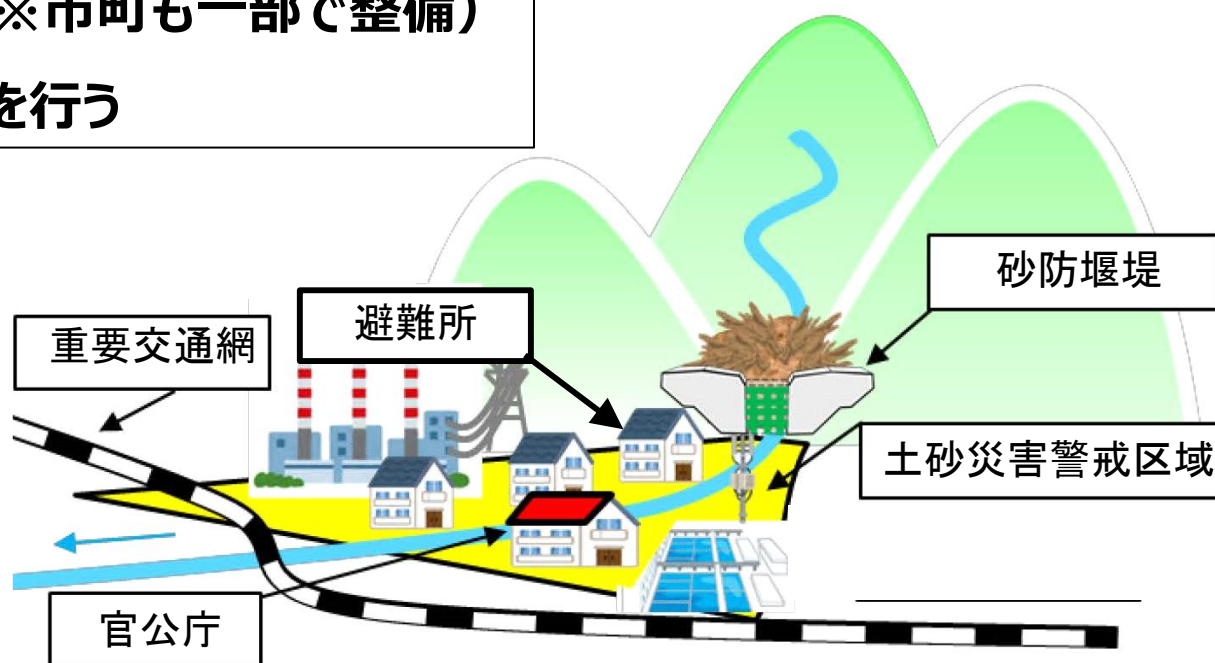 ※市町も一部で整備）
を行う
砂防堰堤
避難所
重要交通網
土砂災害警戒区域
官公庁